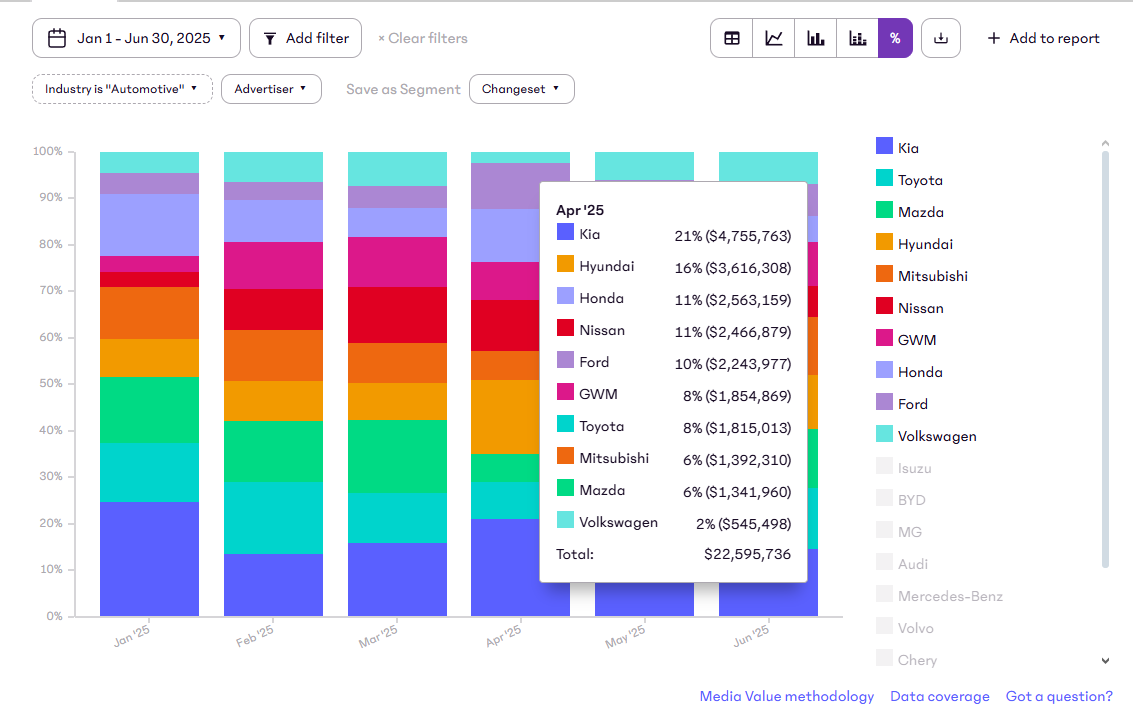 Jan 1 - Jun 30, 2025
Add filter
× Clear filters
%
Add to report
Industry is "Automotive"
Advertiser
Save as Segment
Changeset
100%
90%
80%
70%
60%
50%
40%
30%
20%
10%
0%
Jan '25
Feb '25
Mar '25
Apr '25
May '25
Jun '25
Apr '25
Kia 21% ($4,755,763)
Hyundai 16% ($3,616,308)
Honda 11% ($2,563,159)
Nissan 11% ($2,466,879)
Ford 10% ($2,243,977)
GWM 8% ($1,854,869)
Toyota 8% ($1,815,013)
Mitsubishi 6% ($1,392,310)
Mazda 6% ($1,341,960)
Volkswagen 2% ($545,498)
Total: $22,595,736
Kia
Toyota
Mazda
Hyundai
Mitsubishi
Nissan
GWM
Honda
Ford
Volkswagen
Isuzu
BYD
MG
Audi
Mercedes-Benz
Volvo
Chery
Media Value methodology
Data coverage
Got a question?